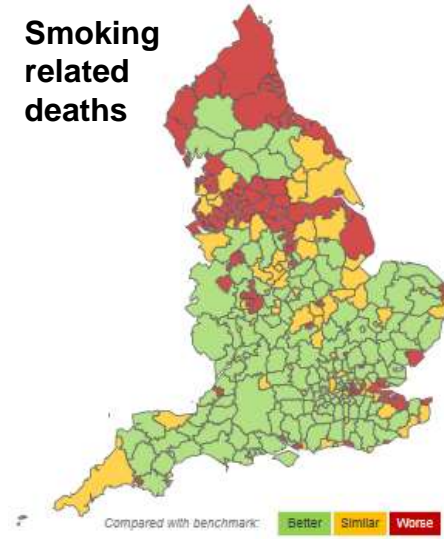 Smoking
related
deaths
Compared with benchmark: Better Similar Worse